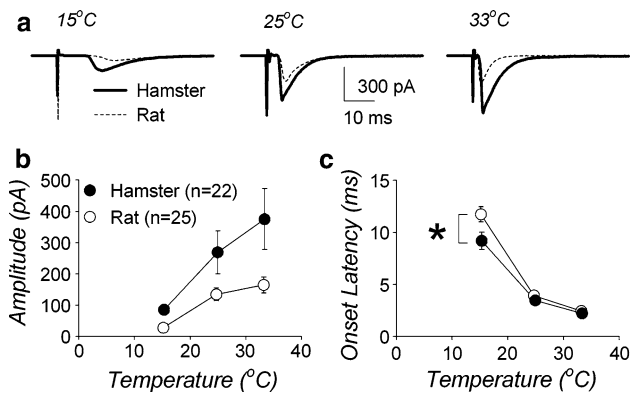 a
15°C
25°C
33°C
Hamster
Rat
300 pA
10 ms
b
Amplitude (pA)
500
400
300
200
100
0
Hamster (n=22)
Rat (n=25)
0
10
20
30
40
Temperature (°C)
c
Onset Latency (ms)
15
10
5
0
*
0
10
20
30
40
Temperature (°C)